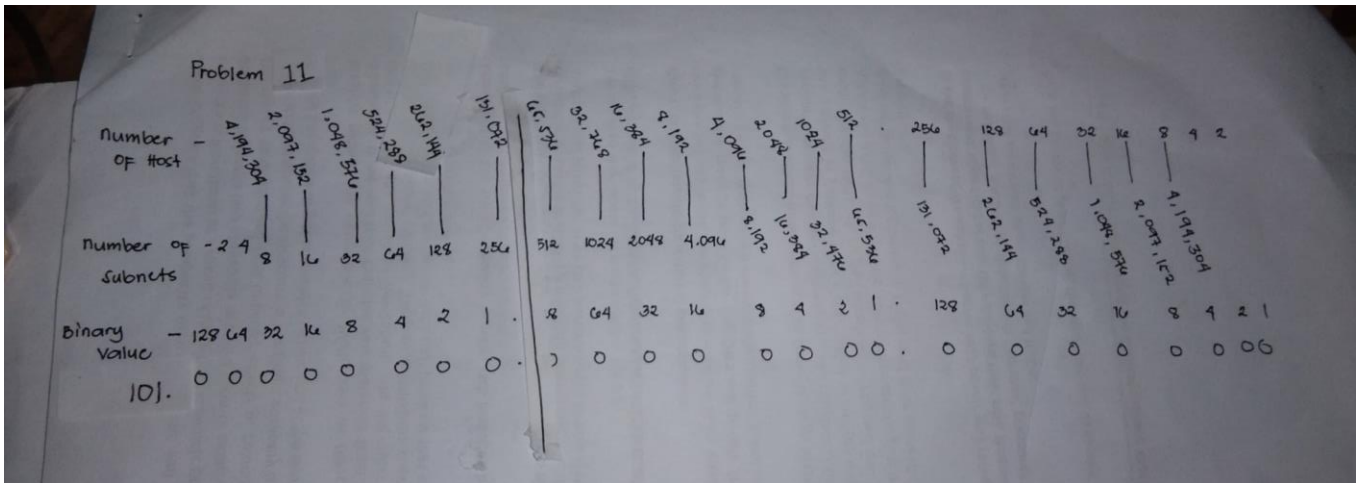 Problem 11
number of Host - 4,194,304 2,097,152 1,048,576 524,288 262,144 131,072 65,536 32,768 16,384 8,192 4,096 2048 1024 512 . 256 128 64 32 16 8 4 2
number of subnets - 2 4 8 16 32 64 128 256 512 1024 2048 4.096 8,192 16,384 32,476 65,536 131,072 262,144 524,288 1,048,576 2,097,152 4,194,304
Binary value - 128 64 32 16 8 4 2 1 . 8 64 32 16 8 4 2 1 . 128 64 32 16 8 4 2 1
101. 0 0 0 0 0 0 0 0 . 0 0 0 0 0 0 0 . 0 0 0 0 0 0 0 0